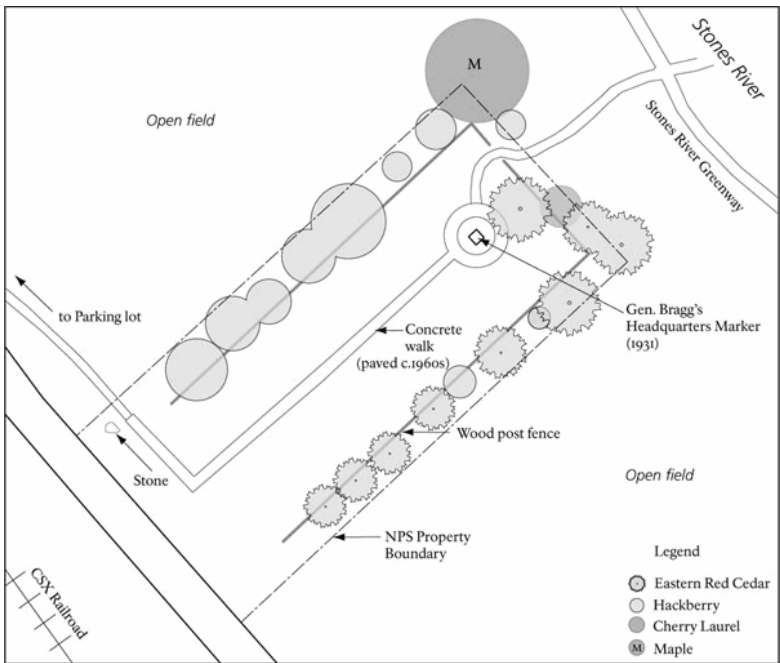 M
Stones River
Open field
Stones River Greenway
to Parking lot
Gen. Bragg's
Headquarters Marker
(1931)
Concrete
walk
(paved c.1960s)
Wood post fence
Stone
Open field
NPS Property
Boundary
CSX Railroad
Legend
Eastern Red Cedar
Hackberry
Cherry Laurel
M Maple